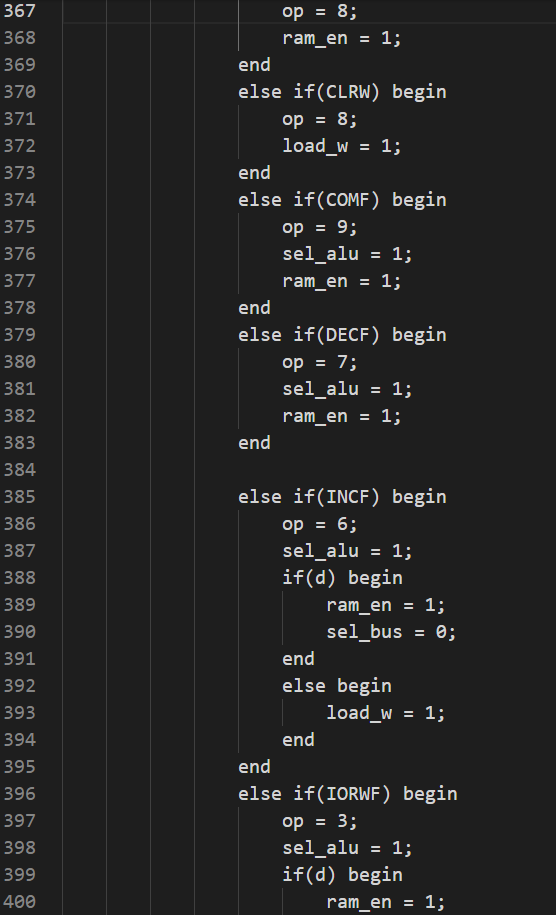 367 op = 8;
368 ram_en = 1;
369 end
370 else if(CLRW) begin
371 op = 8;
372 load_w = 1;
373 end
374 else if(COMF) begin
375 op = 9;
376 sel_alu = 1;
377 ram_en = 1;
378 end
379 else if(DECF) begin
380 op = 7;
381 sel_alu = 1;
382 ram_en = 1;
383 end
384
385 else if(INCF) begin
386 op = 6;
387 sel_alu = 1;
388 if(d) begin
389 ram_en = 1;
390 sel_bus = 0;
391 end
392 else begin
393 load_w = 1;
394 end
395 end
396 else if(IORWF) begin
397 op = 3;
398 sel_alu = 1;
399 if(d) begin
400 ram_en = 1;